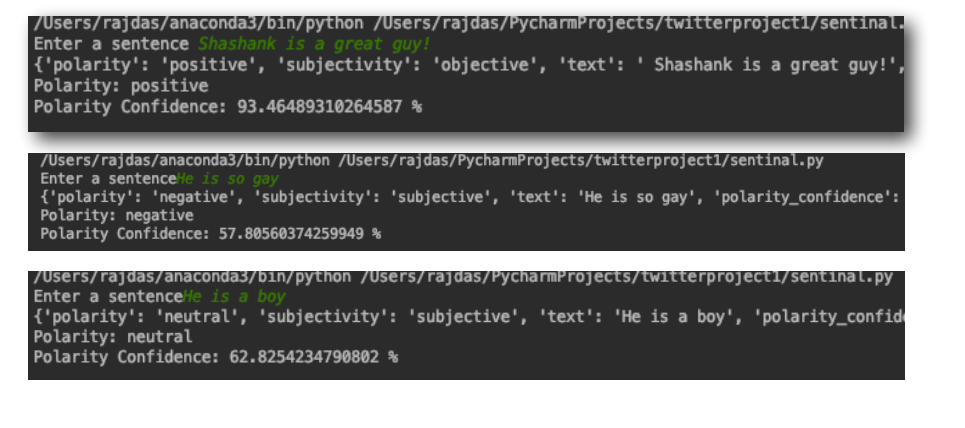 /Users/rajdas/anaconda3/bin/python /Users/rajdas/PycharmProjects/twitterproject1/sentinal.
Enter a sentence Shashank is a great guy!
{'polarity': 'positive', 'subjectivity': 'objective', 'text': ' Shashank is a great guy!',
Polarity: positive
Polarity Confidence: 93.46489310264587 %
/Users/rajdas/anaconda3/bin/python /Users/rajdas/PycharmProjects/twitterproject1/sentinal.py
Enter a sentenceHe is so gay
{'polarity': 'negative', 'subjectivity': 'subjective', 'text': 'He is so gay', 'polarity_confidence':
Polarity: negative
Polarity Confidence: 57.80560374259949 %
/Users/rajdas/anaconda3/bin/python /Users/rajdas/PycharmProjects/twitterproject1/sentinal.py
Enter a sentenceHe is a boy
{'polarity': 'neutral', 'subjectivity': 'subjective', 'text': 'He is a boy', 'polarity_confid
Polarity: neutral
Polarity Confidence: 62.8254234790802 %